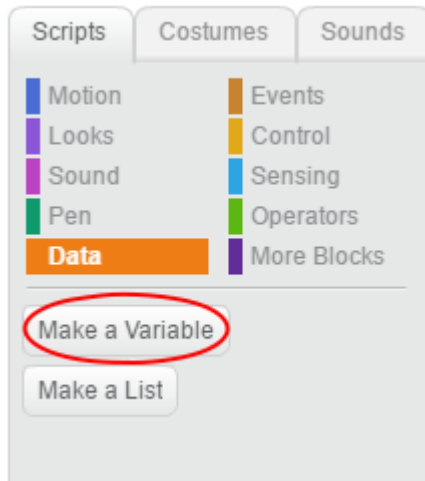 Scripts Costumes Sounds
Motion Events
Looks Control
Sound Sensing
Pen Operators
Data More Blocks
Make a Variable
Make a List